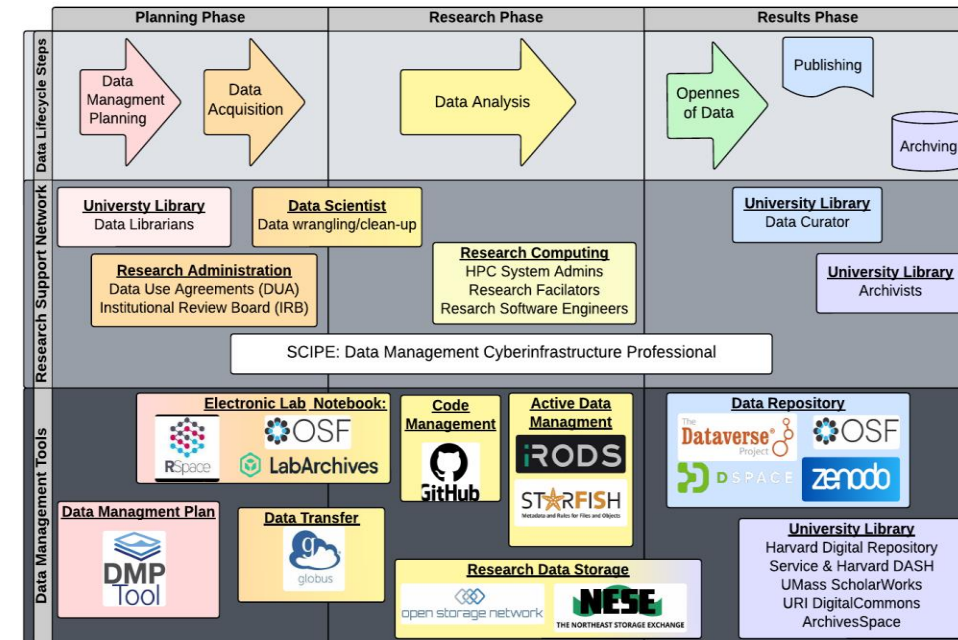 Planning Phase
Research Phase
Results Phase
Data Lifecycle Steps
Data
Managment
Planning
Data
Acquisition
Data Analysis
Opennes
of Data
Publishing
Archving
Research Support Network
Universty Library
Data Librarians
Data Scientist
Data wrangling/clean-up
University Library
Data Curator
Research Administration
Data Use Agreements (DUA)
Institutional Review Board (IRB)
Research Computing
HPC System Admins
Research Facilators
Resarch Software Engineers
University Library
Archivists
SCIPE: Data Management Cyberinfrastructure Professional
Data Management Tools
Electronic Lab Notebook:
RSpace
OSF
LabArchives
Code
Management
GitHub
Active Data
Managment
iRODS
STARFISH
Metadata and Rules for Files and Objects
Data Repository
The
Dataverse®
Project
OSF
DSPACE
zenodo
Data Managment Plan
DMP
Tool
Data Transfer
g
globus
Research Data Storage
open storage network
NESE
THE NORTHEAST STORAGE EXCHANGE
University Library
Harvard Digital Repository
Service & Harvard DASH
UMass ScholarWorks
URI DigitalCommons
ArchivesSpace